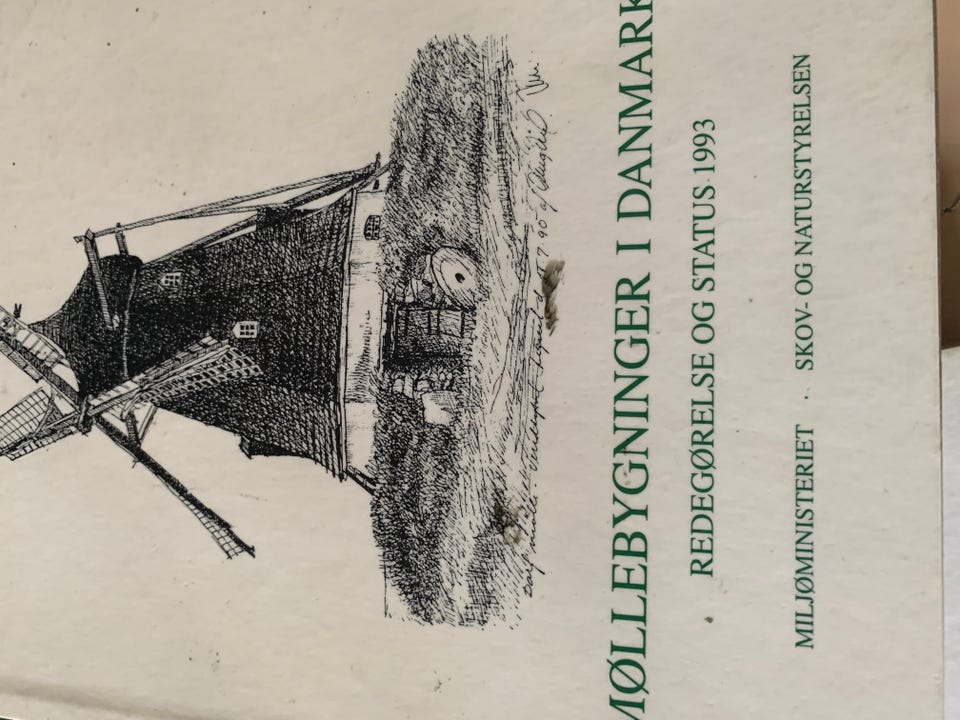 MØLLEBYGNINGER I DANMARK
REDEGØRELSE OG STATUS 1993
MILJØMINISTERIET · SKOV- OG NATURSTYRELSEN